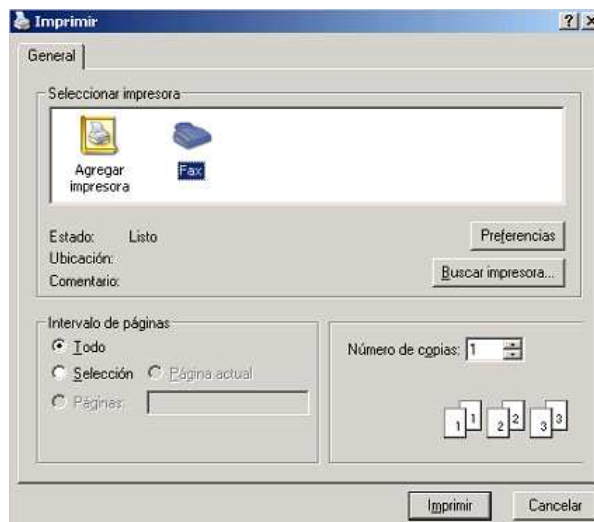 Imprimir
General
Seleccionar impresora
Agregar
impresora
Fax
Estado: Listo
Ubicación:
Comentario:
Preferencias
Buscar impresora...
Intervalo de páginas
Todo
Selección Página actual
Páginas:
Número de copias: 1
1 1 2 2 3 3
Imprimir Cancelar